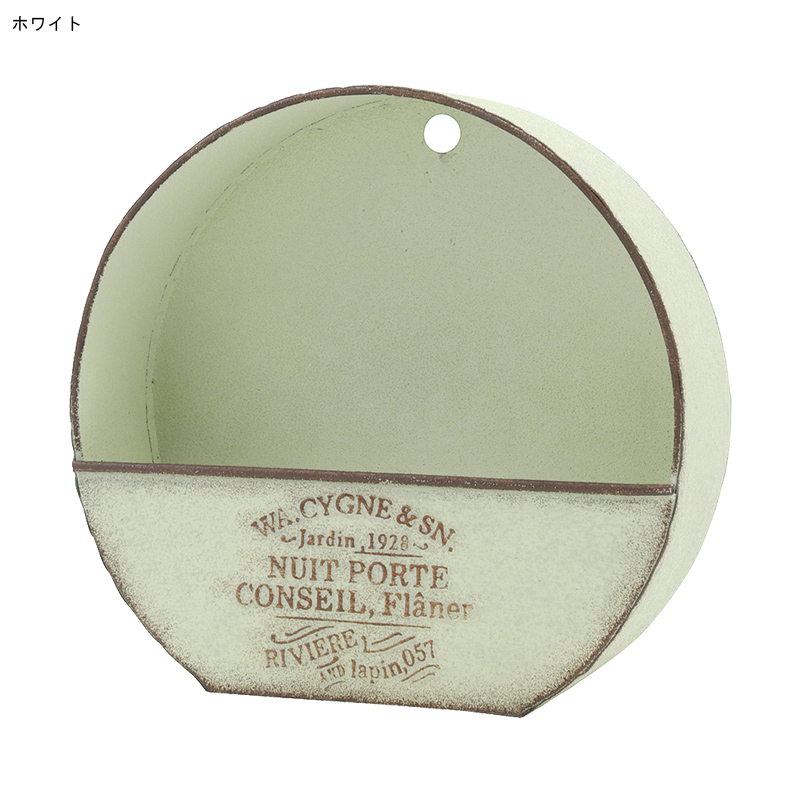 ホワイト
WA. CYGNE & SN.
Jardin, 1928
NUIT PORTE
CONSEIL, Flâner
RIVIÈRE
AND lapin, 057